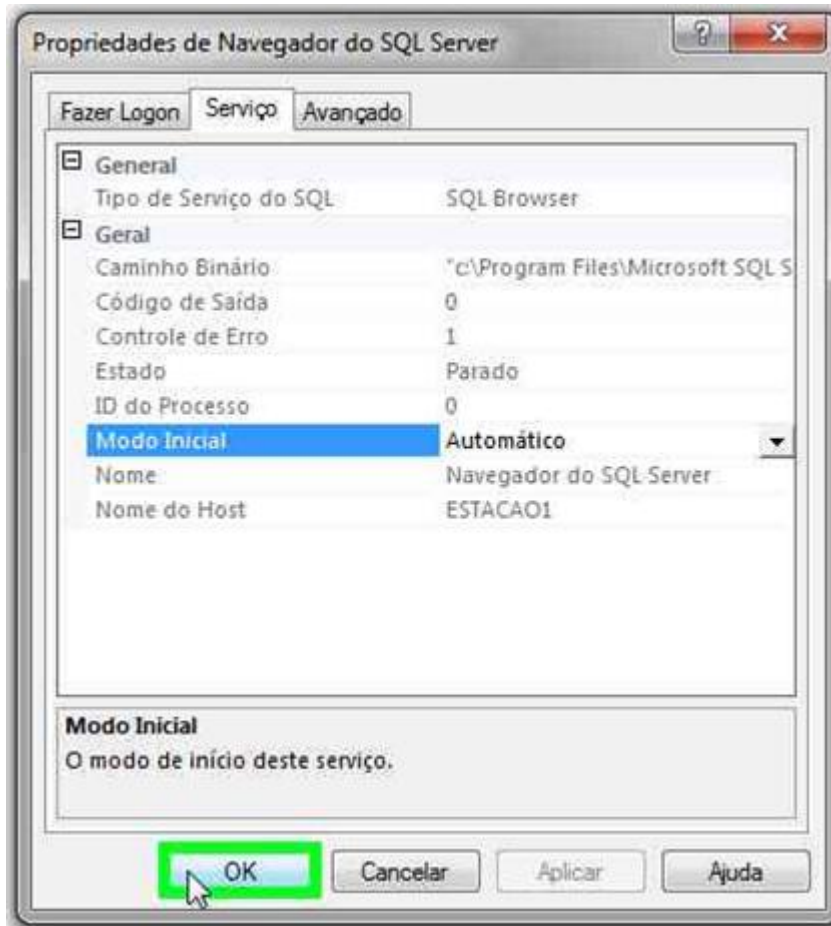 Propriedades de Navegador do SQL Server
Fazer Logon Serviço Avançado
General
Tipo de Serviço do SQL SQL Browser
Geral
Caminho Binário "c:\Program Files\Microsoft SQL S
Código de Saída 0
Controle de Erro 1
Estado Parado
ID do Processo 0
Modo Inicial Automático
Nome Navegador do SQL Server
Nome do Host ESTACAO1
Modo Inicial
O modo de início deste serviço.
OK Cancelar Aplicar Ajuda